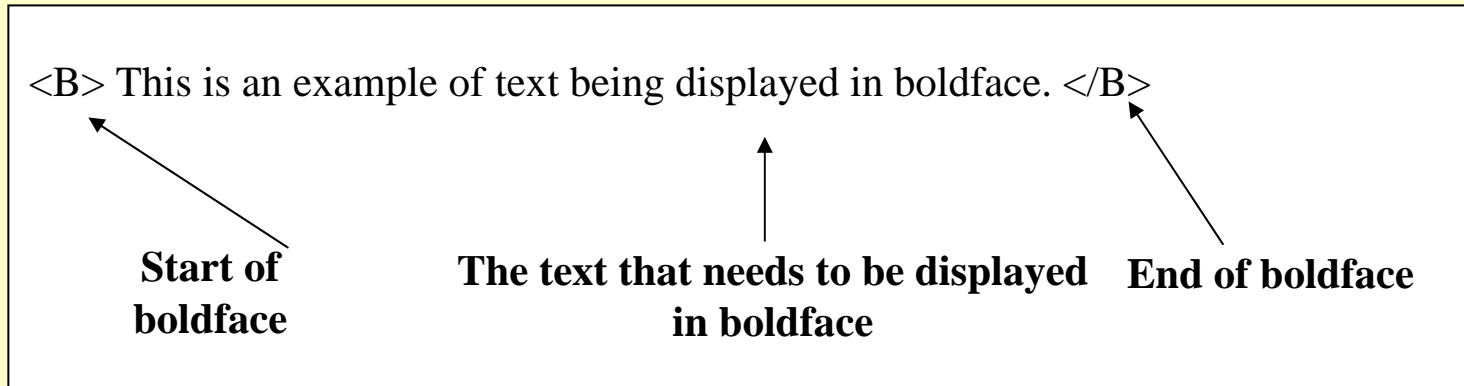 <B> This is an example of text being displayed in boldface. </B>
Start of
boldface
The text that needs to be displayed
in boldface
End of boldface